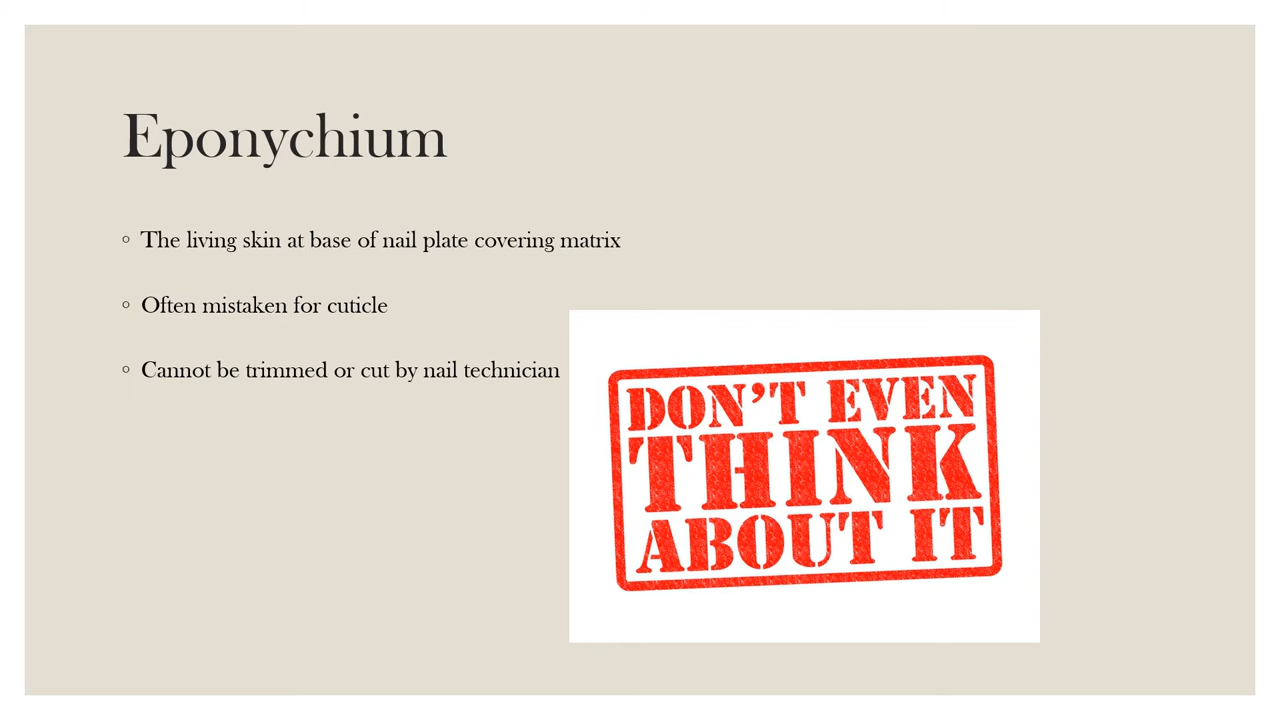 Eponychium
◦ The living skin at base of nail plate covering matrix
◦ Often mistaken for cuticle
◦ Cannot be trimmed or cut by nail technician
DON'T EVEN
THINK
ABOUT IT